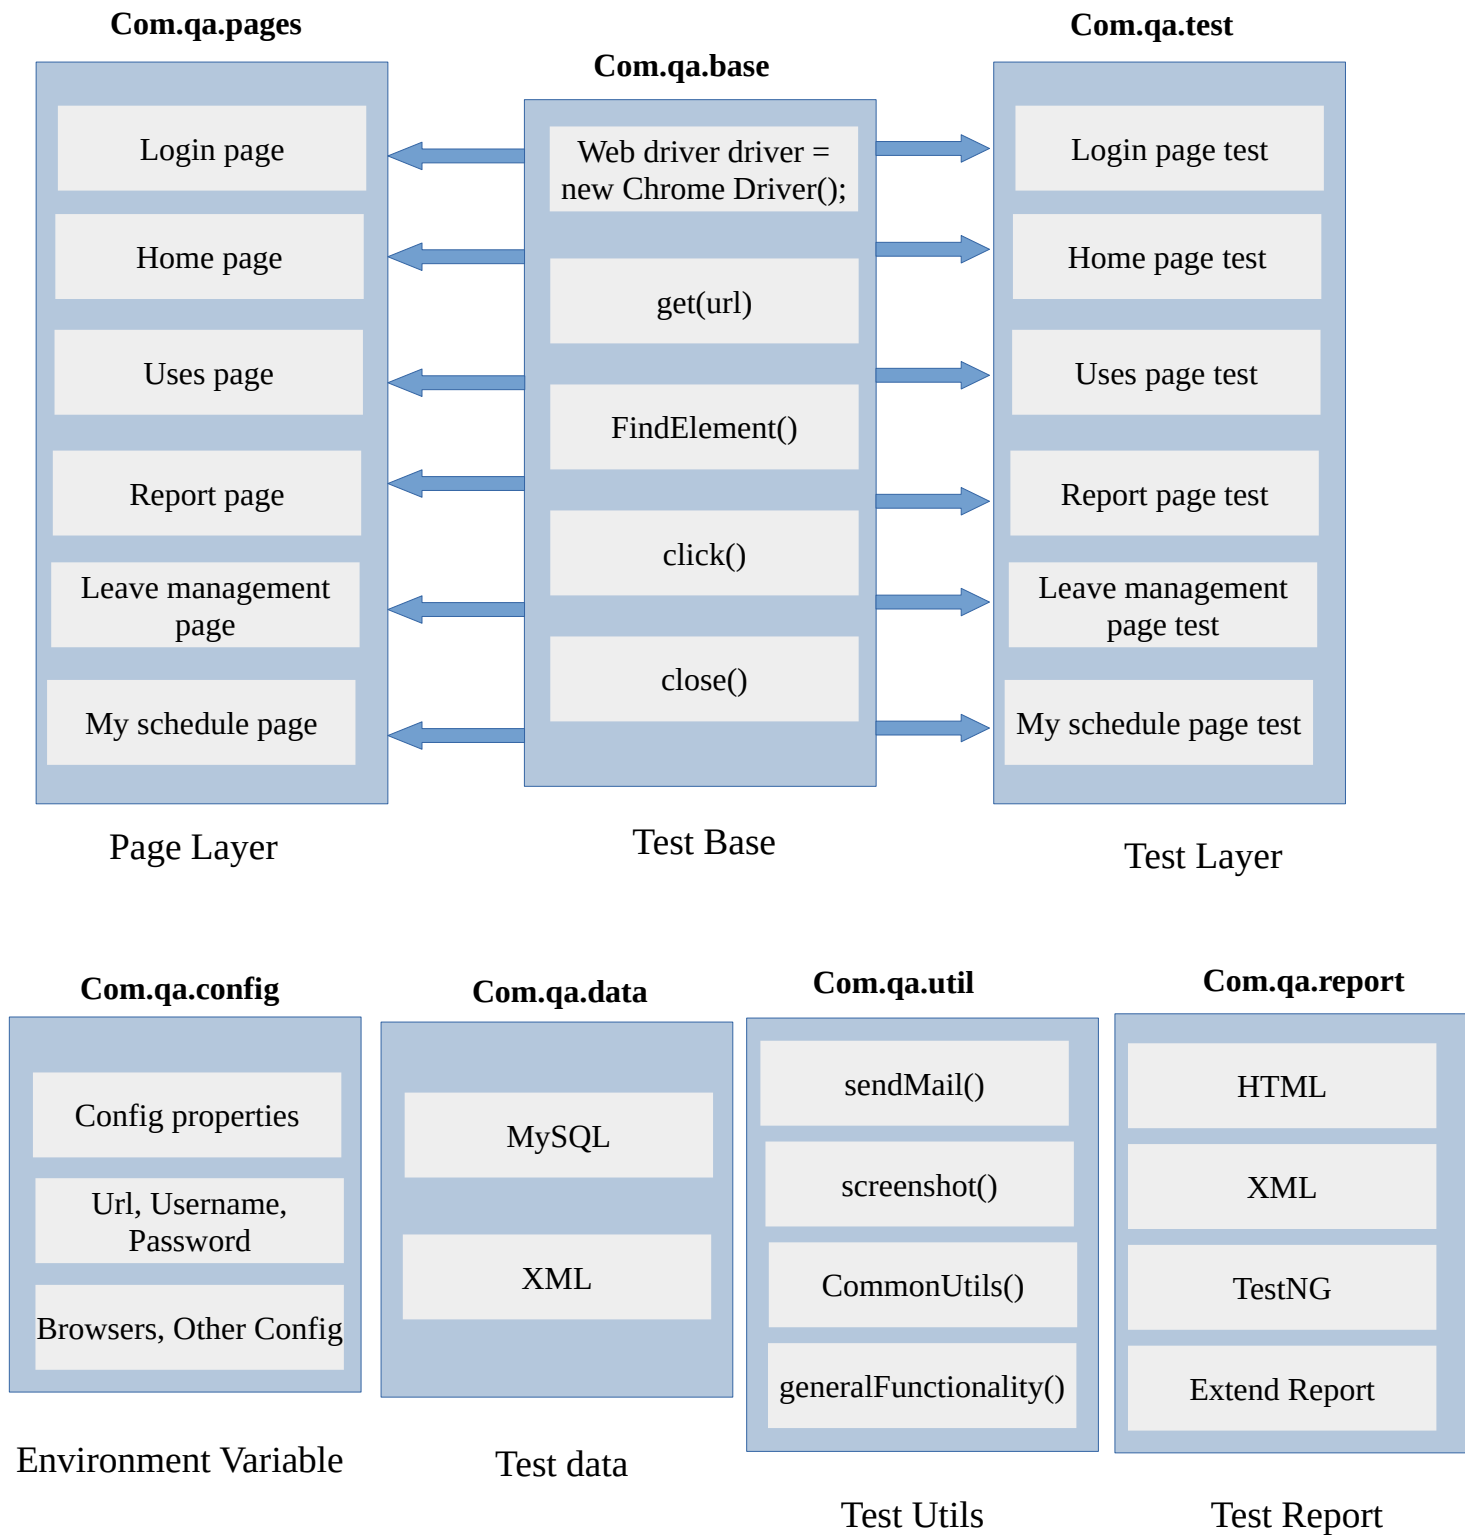 Com.qa.pages
Login page
Home page
Uses page
Report page
Leave management
page
My schedule page
Page Layer
Com.qa.base
Web driver driver =
new Chrome Driver();
get(url)
FindElement()
click()
close()
Test Base
Com.qa.test
Login page test
Home page test
Uses page test
Report page test
Leave management
page test
My schedule page test
Test Layer
Com.qa.config
Config properties
Url, Username,
Password
Browsers, Other Config
Environment Variable
Com.qa.data
MySQL
XML
Test data
Com.qa.util
sendMail()
screenshot()
CommonUtils()
generalFunctionality()
Test Utils
Com.qa.report
HTML
XML
TestNG
Extend Report
Test Report